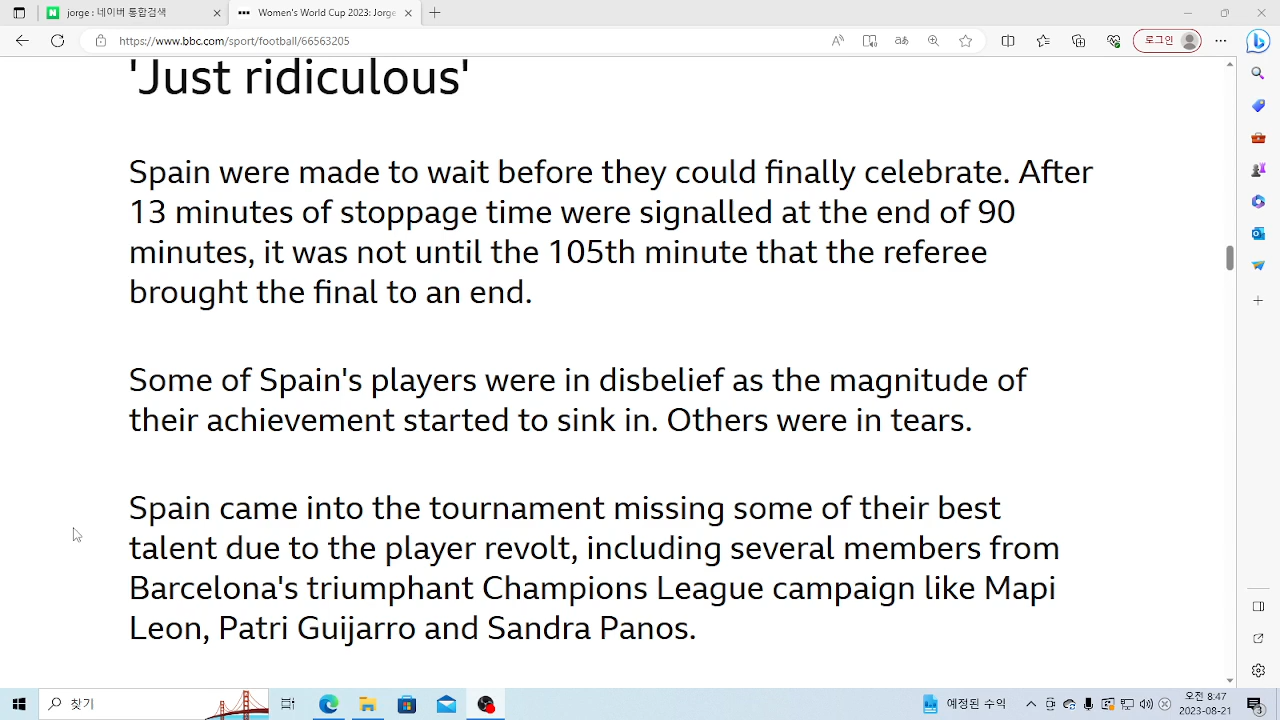 jorge : 네이버 통합검색
Women's World Cup 2023: Jorge
https://www.bbc.com/sport/football/66563205
로그인
'Just ridiculous'
Spain were made to wait before they could finally celebrate. After
13 minutes of stoppage time were signalled at the end of 90
minutes, it was not until the 105th minute that the referee
brought the final to an end.
Some of Spain's players were in disbelief as the magnitude of
their achievement started to sink in. Others were in tears.
Spain came into the tournament missing some of their best
talent due to the player revolt, including several members from
Barcelona's triumphant Champions League campaign like Mapi
Leon, Patri Guijarro and Sandra Panos.
찾기
예정된 수익
오전 8:47
2023-08-21
3